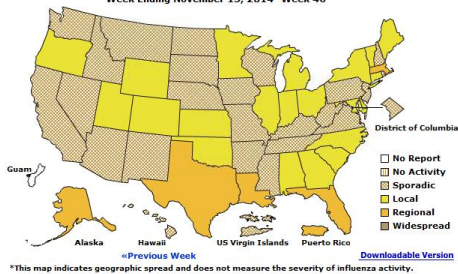 Week Ending November 15, 2014- Week 46
District of Columbia
No Report
No Activity
Sporadic
Local
Regional
Widespread
Guam
Alaska
Hawaii
US Virgin Islands
Puerto Rico
«Previous Week
Downloadable Version
*This map indicates geographic spread and does not measure the severity of influenza activity.